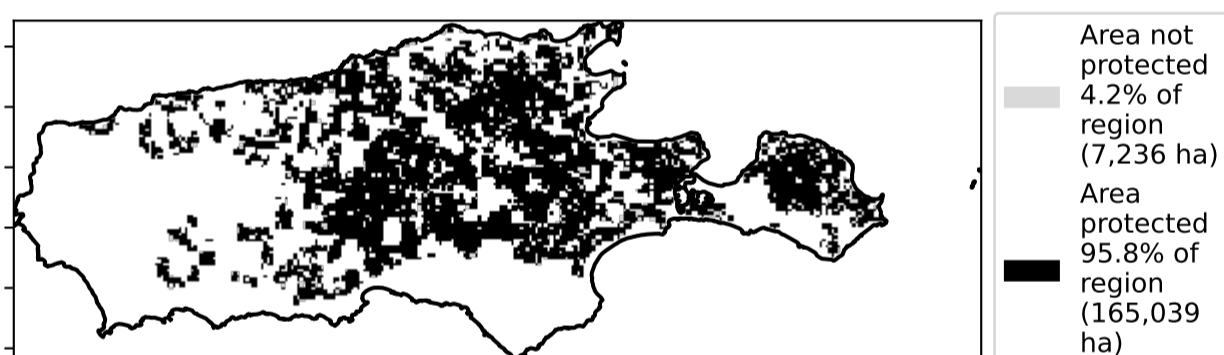 Area not
protected
4.2% of
region
(7,236 ha)
Area
protected
95.8% of
region
(165,039
ha)